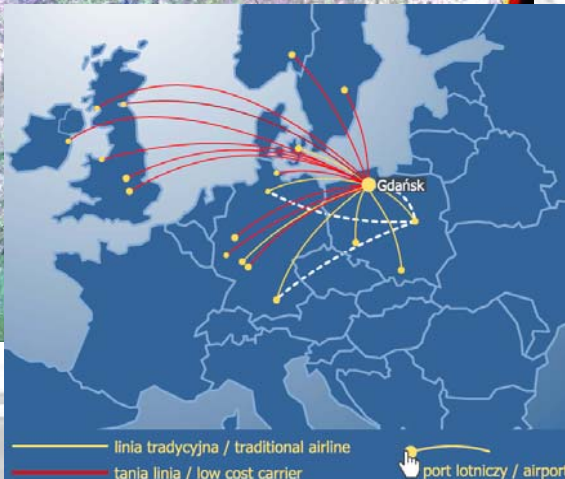 Gdańsk
linia tradycyjna / traditional airline
tania linia / low cost carrier
port lotniczy / airport